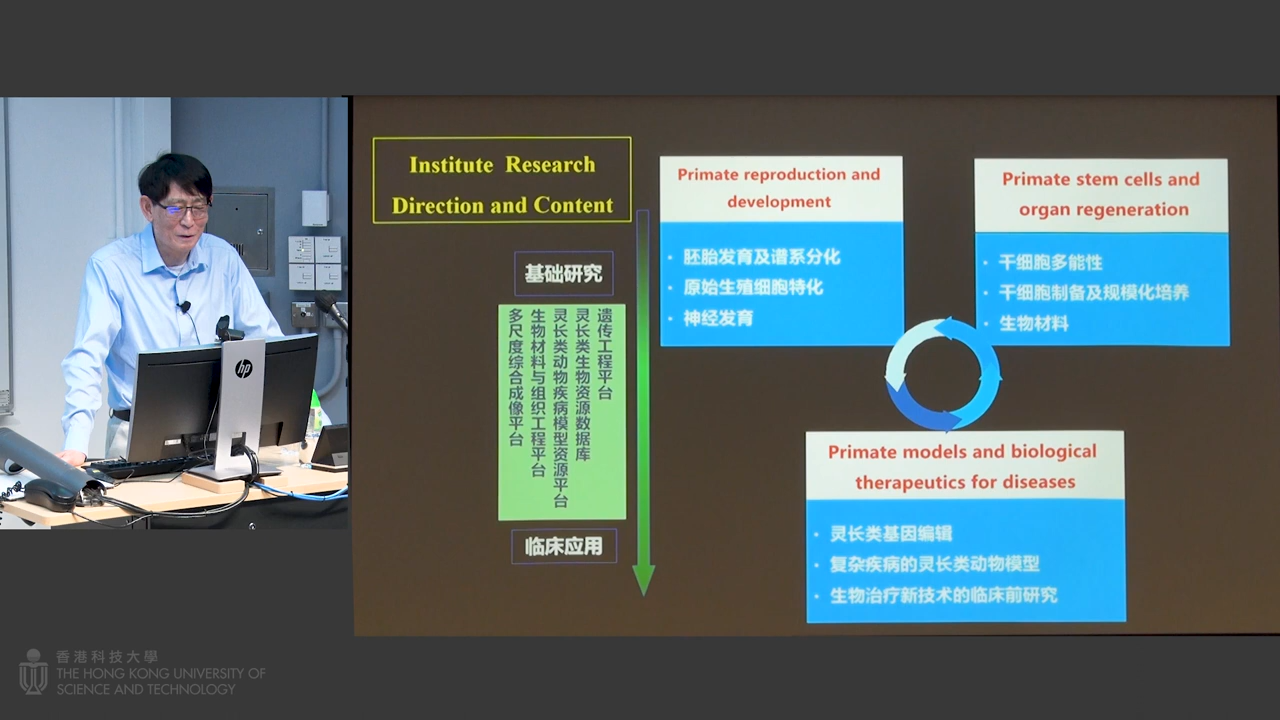 Institute Research
Direction and Content
基础研究
遗传工程平台
灵长类生物资源数据库
灵长类动物疾病模型资源平台
生物材料与组织工程平台
多尺度综合成像平台
临床应用
Primate reproduction and
development
· 胚胎发育及谱系分化
· 原始生殖细胞特化
· 神经发育
Primate stem cells and
organ regeneration
· 干细胞多能性
· 干细胞制备及规模化培养
· 生物材料
Primate models and biological
therapeutics for diseases
· 灵长类基因编辑
· 复杂疾病的灵长类动物模型
· 生物治疗新技术的临床前研究
hp
香港科技大學
THE HONG KONG UNIVERSITY OF
SCIENCE AND TECHNOLOGY